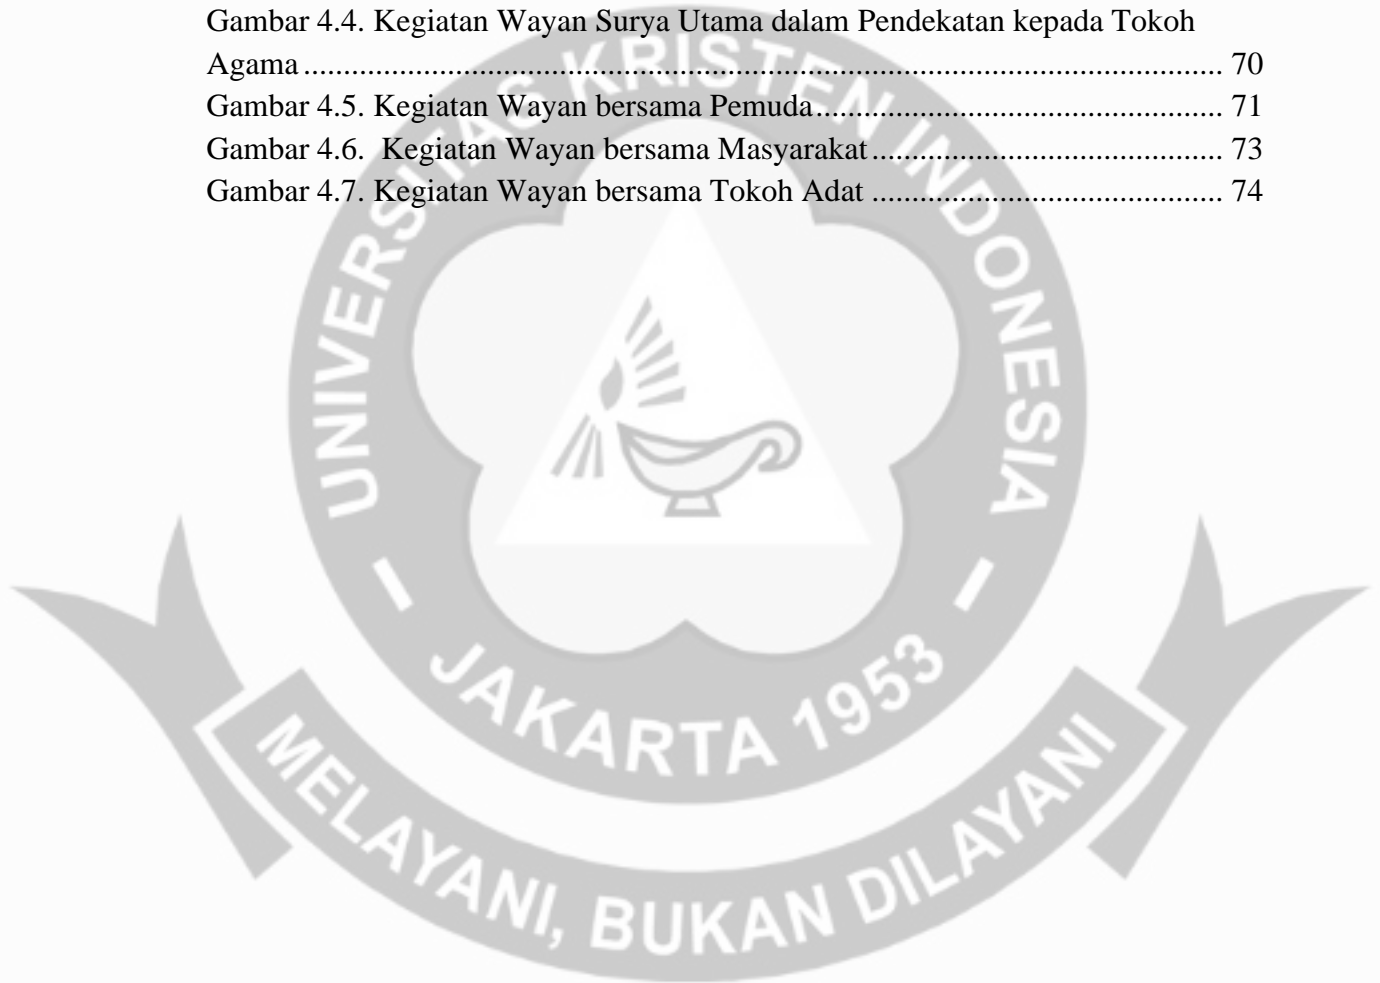 Gambar 4.4. Kegiatan Wayan Surya Utama dalam Pendekatan kepada Tokoh
Agama ................................................................................................................... 70
Gambar 4.5. Kegiatan Wayan bersama Pemuda ................................................... 71
Gambar 4.6.  Kegiatan Wayan bersama Masyarakat ............................................ 73
Gambar 4.7. Kegiatan Wayan bersama Tokoh Adat ............................................ 74
UNIVERSITAS KRISTEN INDONESIA
JAKARTA 1953
MELAYANI, BUKAN DILAYANI